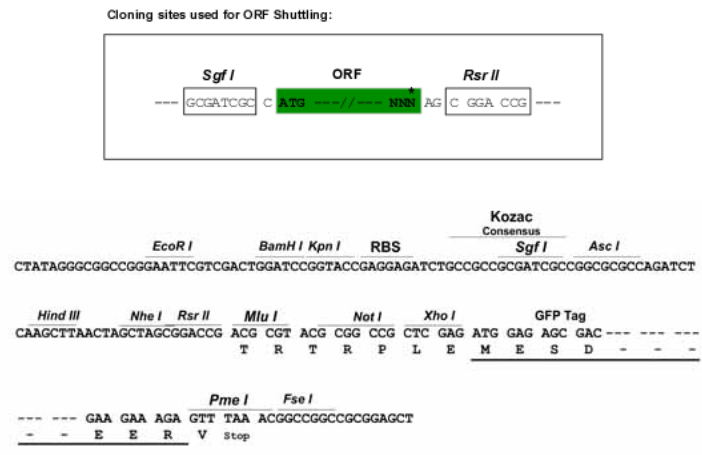 Cloning sites used for ORF Shuttling:
Sgf I ORF Rsr II
--- GCGATCGC C ATG ---//--- NNN* AG C GGA CCG ---
Kozac
Consensus
EcoR I BamH I Kpn I RBS Sgf I Asc I
CTATAGGGCGGCCGGGAATTCGTCGACTGGATCCGGTACCGAGGAGATCTGCCGCCGCGATCGCCGGCGCGCCAGATCT
Hind III Nhe I Rsr II Mlu I Not I Xho I GFP Tag
CAAGCTTAACTAGCTAGCGGACCG ACG CGT ACG CGG CCG CTC GAG ATG GAG AGC GAC--- --- ---
T R T R P L E M E S D - - -
Pme I Fse I
--- --- GAA GAA AGA GTT TAA ACGGCCGGCCGCGGAGCT
- - E E R V Stop